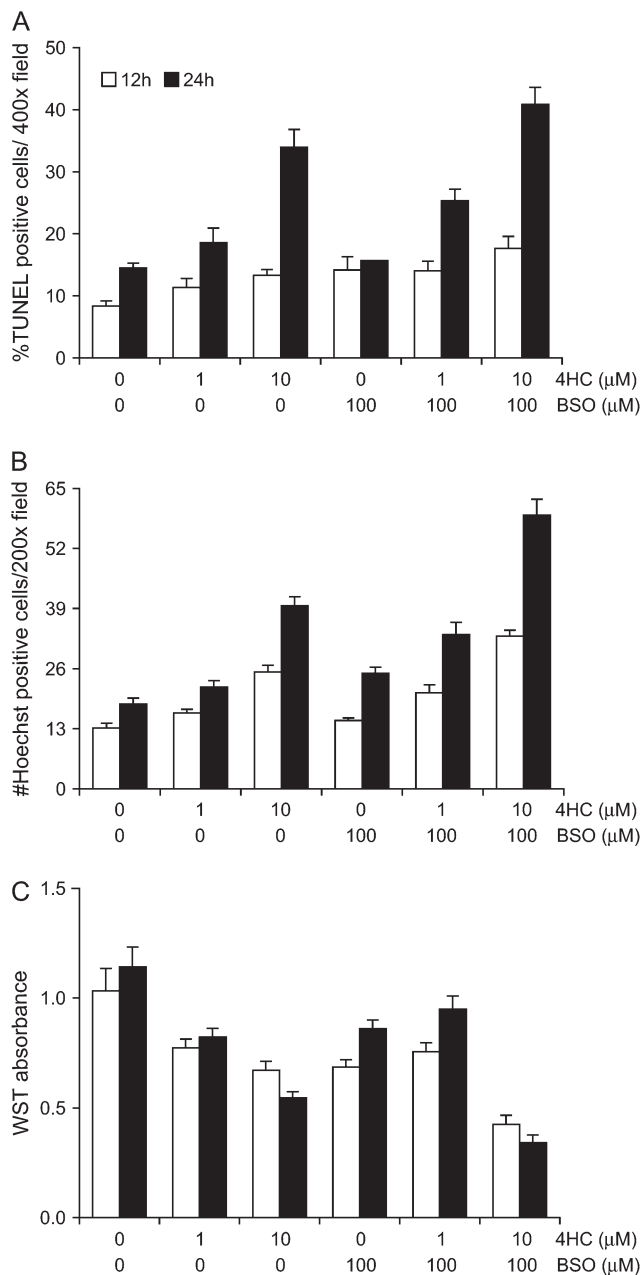 A
%TUNEL positive cells/ 400x field
50
40
30
20
10
0
12h 24h
0 1 10 0 1 10 4HC (μM)
0 0 0 100 100 100 BSO (μM)
B
#Hoechst positive cells/200x field
65
52
39
26
13
0
0 1 10 0 1 10 4HC (μM)
0 0 0 100 100 100 BSO (μM)
C
WST absorbance
1.5
1.0
0.5
0.0
0 1 10 0 1 10 4HC (μM)
0 0 0 100 100 100 BSO (μM)